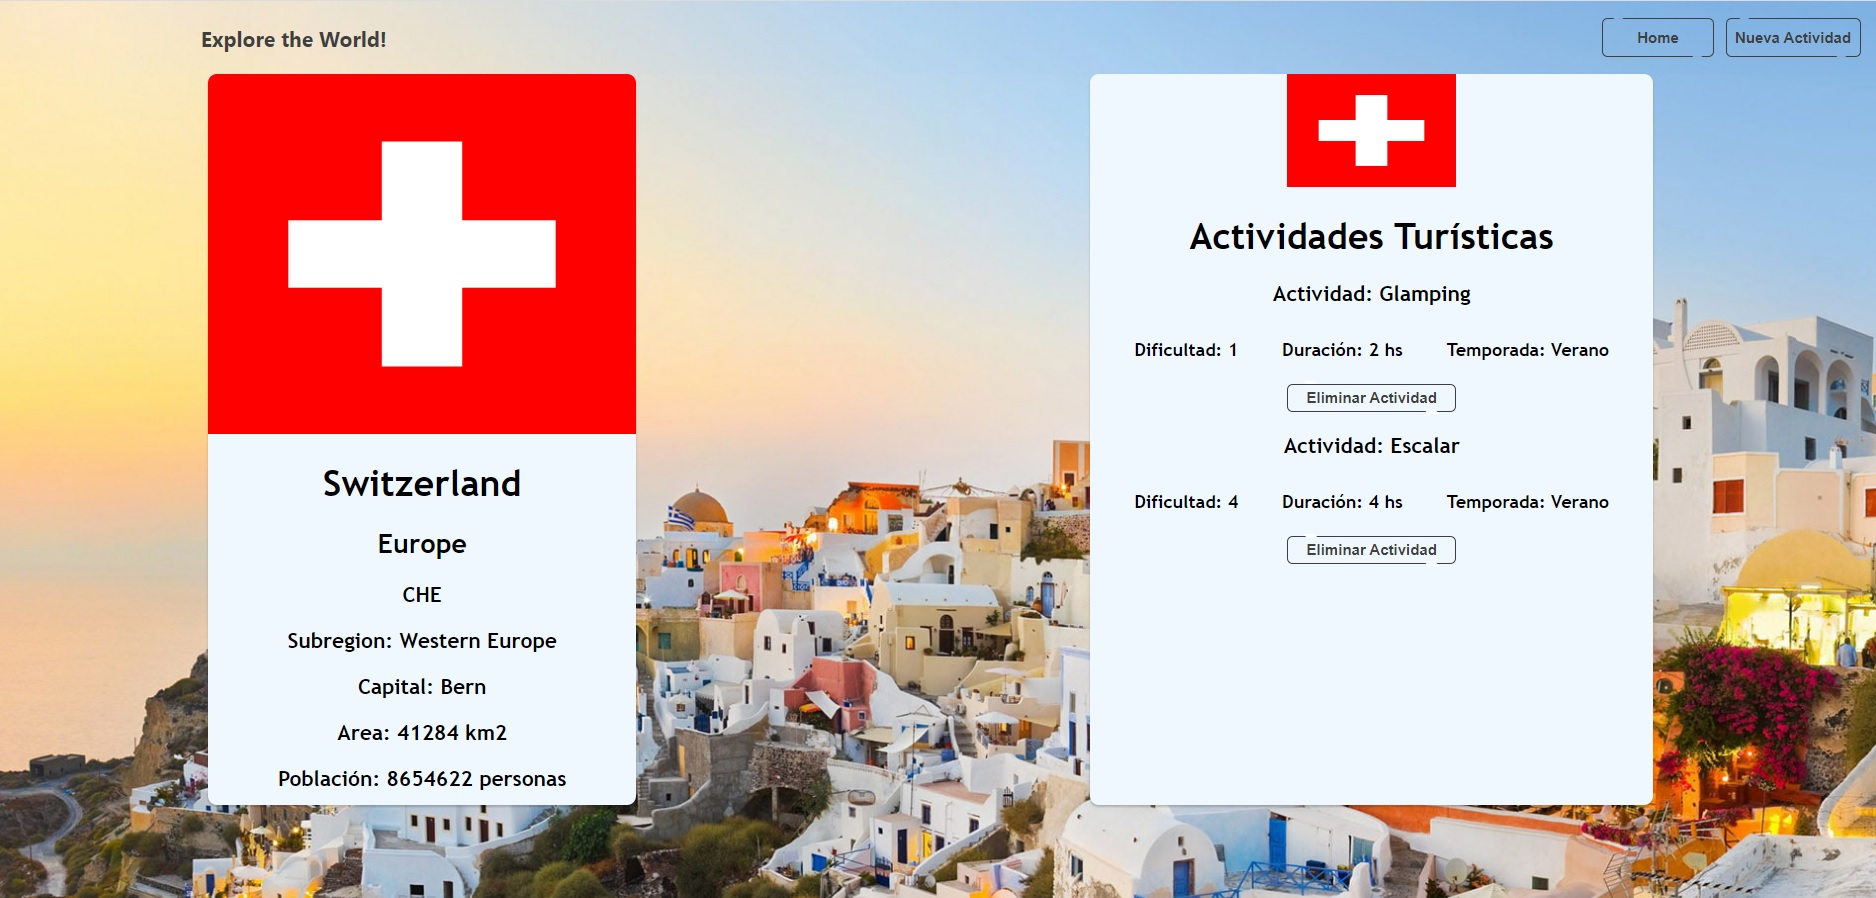 Explore the World!
Home
Nueva Actividad
Switzerland
Europe
CHE
Subregion: Western Europe
Capital: Bern
Area: 41284 km2
Población: 8654622 personas
Actividades Turísticas
Actividad: Glamping
Dificultad: 1 Duración: 2 hs Temporada: Verano
Eliminar Actividad
Actividad: Escalar
Dificultad: 4 Duración: 4 hs Temporada: Verano
Eliminar Actividad